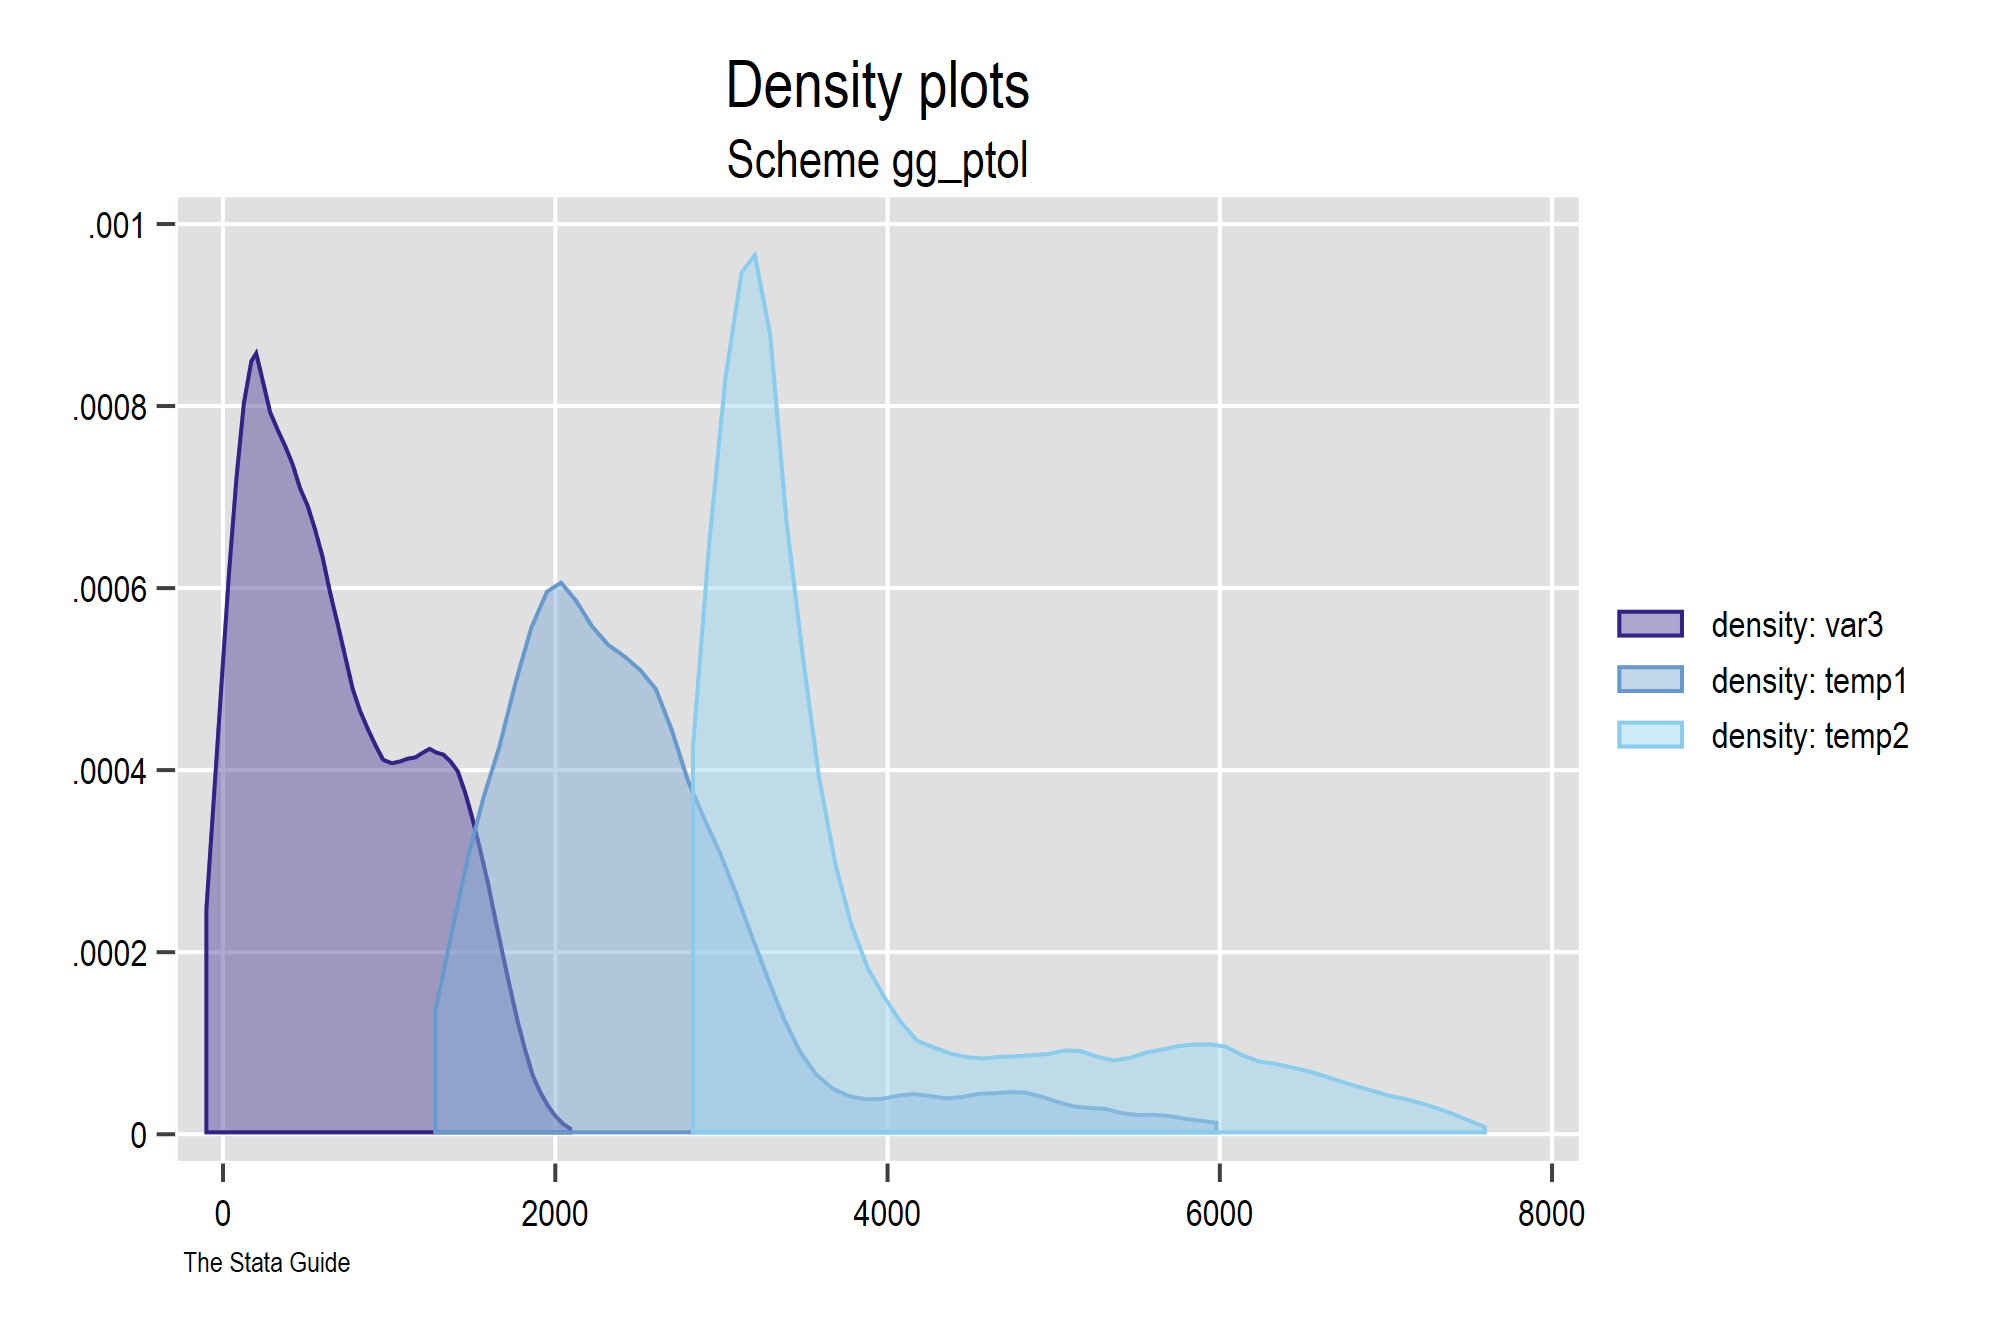 Density plots
Scheme gg_ptol
.001
.0008
.0006
.0004
.0002
0
0 2000 4000 6000 8000
density: var3
density: temp1
density: temp2
The Stata Guide